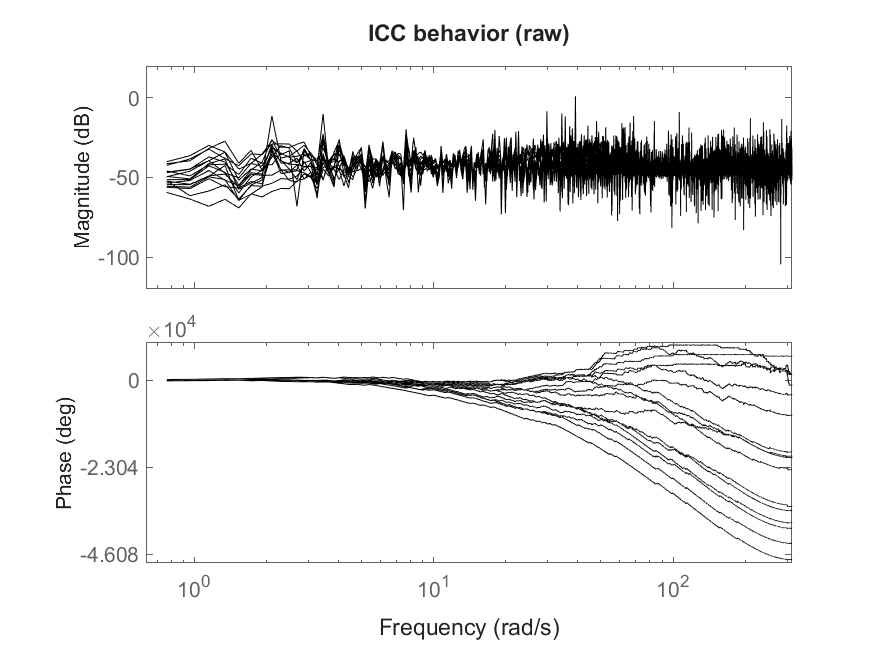 ICC behavior (raw)
Magnitude (dB)
0
-50
-100
×10^4
Phase (deg)
0
-2.304
-4.608
10^0 10^1 10^2
Frequency (rad/s)